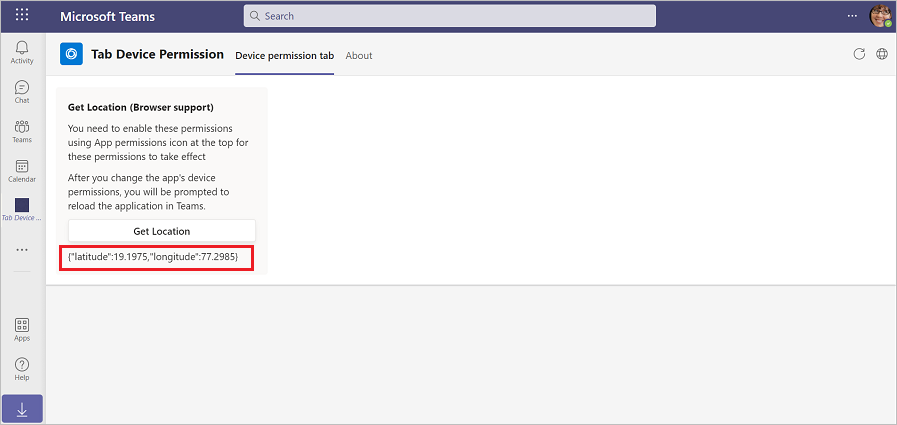 Microsoft Teams
Search
Activity
Chat
Teams
Calendar
Tab Device ...
Apps
Help
Tab Device Permission
Device permission tab
About
Get Location (Browser support)
You need to enable these permissions
using App permissions icon at the top for
these permissions to take effect
After you change the app's device
permissions, you will be prompted to
reload the application in Teams.
Get Location
{"latitude":19.1975,"longitude":77.2985}